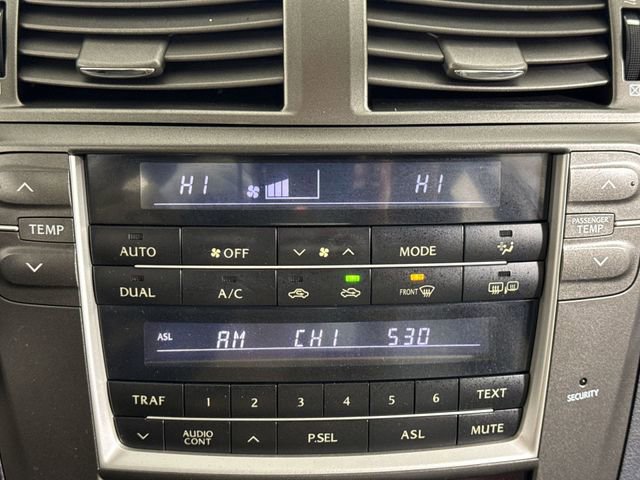 HI HI
TEMP
PASSENGER
TEMP
AUTO OFF MODE
DUAL A/C FRONT
ASL AM CH1 530
TRAF 1 2 3 4 5 6 TEXT
AUDIO
CONT P.SEL ASL MUTE
SECURITY